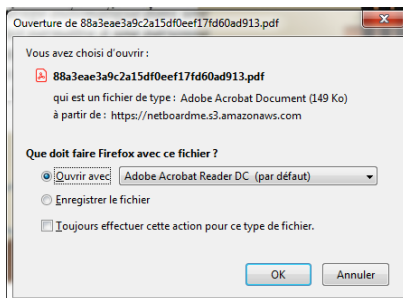 Ouverture de 88a3eae3a9c2a15df0eef17fd60ad913.pdf
Vous avez choisi d'ouvrir :
88a3eae3a9c2a15df0eef17fd60ad913.pdf
qui est un fichier de type : Adobe Acrobat Document (149 Ko)
à partir de : https://netboardme.s3.amazonaws.com
Que doit faire Firefox avec ce fichier ?
Ouvrir avec Adobe Acrobat Reader DC (par défaut)
Enregistrer le fichier
Toujours effectuer cette action pour ce type de fichier.
OK Annuler